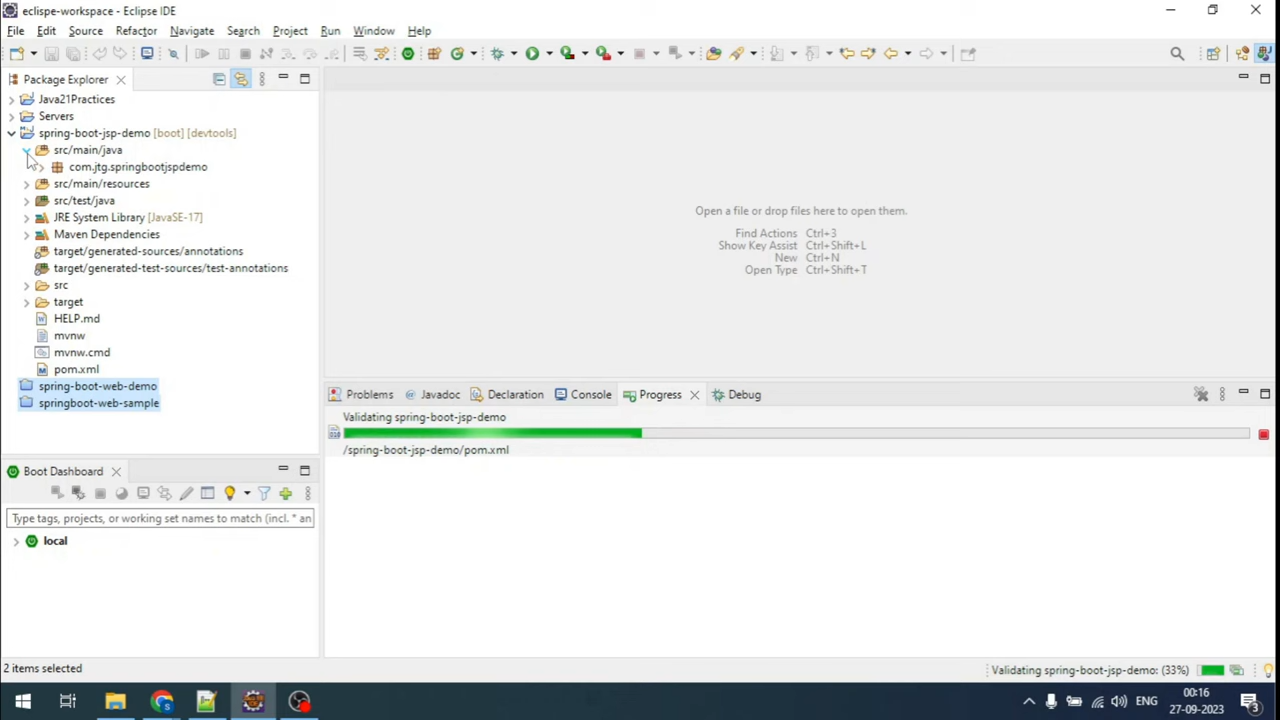 eclispe-workspace - Eclipse IDE
File Edit Source Refactor Navigate Search Project Run Window Help
Package Explorer
Java21Practices
Servers
spring-boot-jsp-demo [boot] [devtools]
src/main/java
com.jtg.springbootjspdemo
src/main/resources
src/test/java
JRE System Library [JavaSE-17]
Maven Dependencies
target/generated-sources/annotations
target/generated-test-sources/test-annotations
src
target
HELP.md
mvnw
mvnw.cmd
pom.xml
spring-boot-web-demo
springboot-web-sample
Open a file or drop files here to open them.
Find Actions Ctrl+3
Show Key Assist Ctrl+Shift+L
New Ctrl+N
Open Type Ctrl+Shift+T
Problems Javadoc Declaration Console Progress Debug
Validating spring-boot-jsp-demo
/spring-boot-jsp-demo/pom.xml
Boot Dashboard
Type tags, projects, or working set names to match (incl. * an
local
2 items selected
Validating spring-boot-jsp-demo: (33%)
ENG
00:16
27-09-2023
3